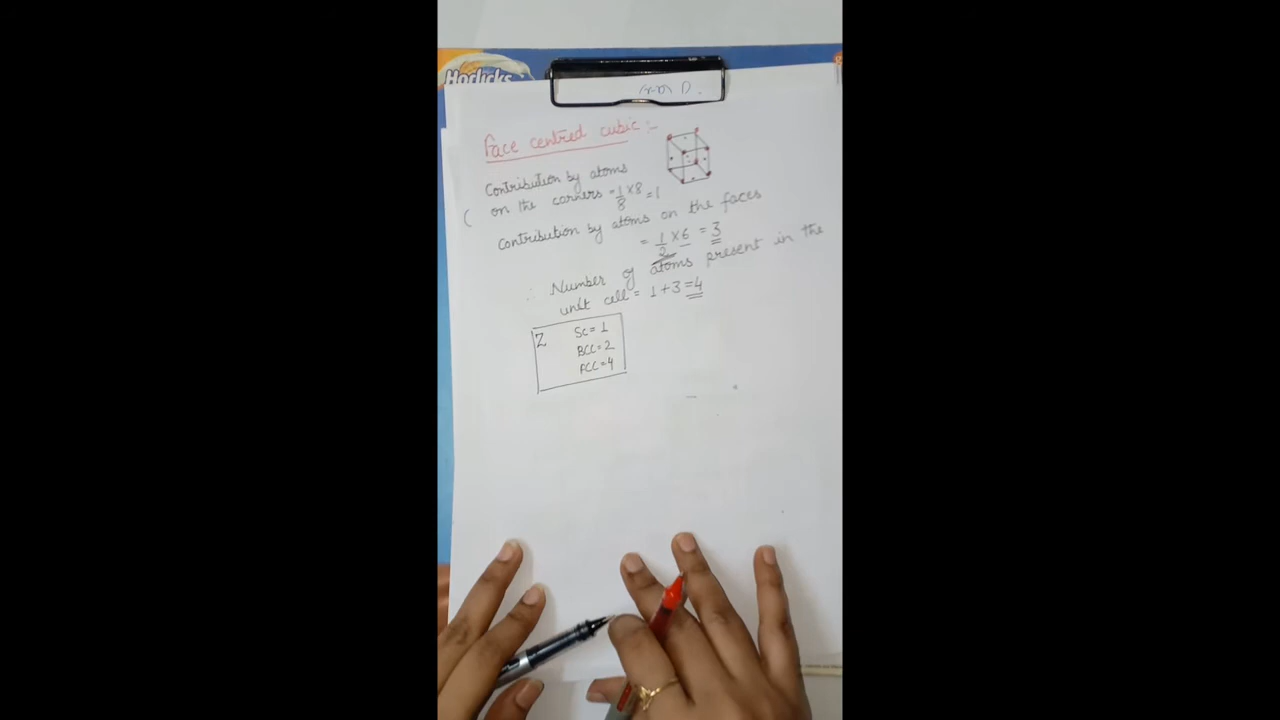 Horlicks
Face centred cubic :-
Contribution by atoms
on the corners = 1/8 × 8 = 1
Contribution by atoms on the faces
= 1/2 × 6 = 3
∴ Number of atoms present in the
unit cell = 1 + 3 = 4
Z SC = 1
BCC = 2
FCC = 4